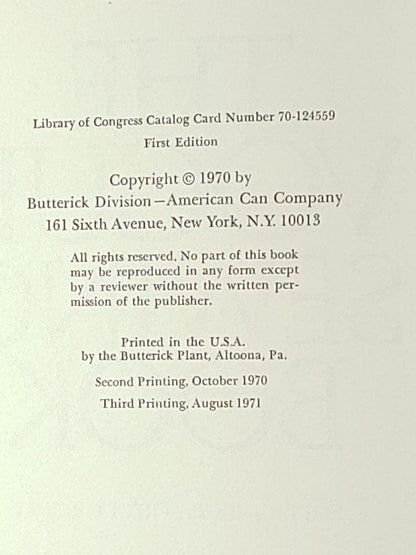 Library of Congress Catalog Card Number 70-124559
First Edition
Copyright © 1970 by
Butterick Division—American Can Company
161 Sixth Avenue, New York, N.Y. 10013
All rights reserved. No part of this book
may be reproduced in any form except
by a reviewer without the written per-
mission of the publisher.
Printed in the U.S.A.
by the Butterick Plant, Altoona, Pa.
Second Printing, October 1970
Third Printing, August 1971